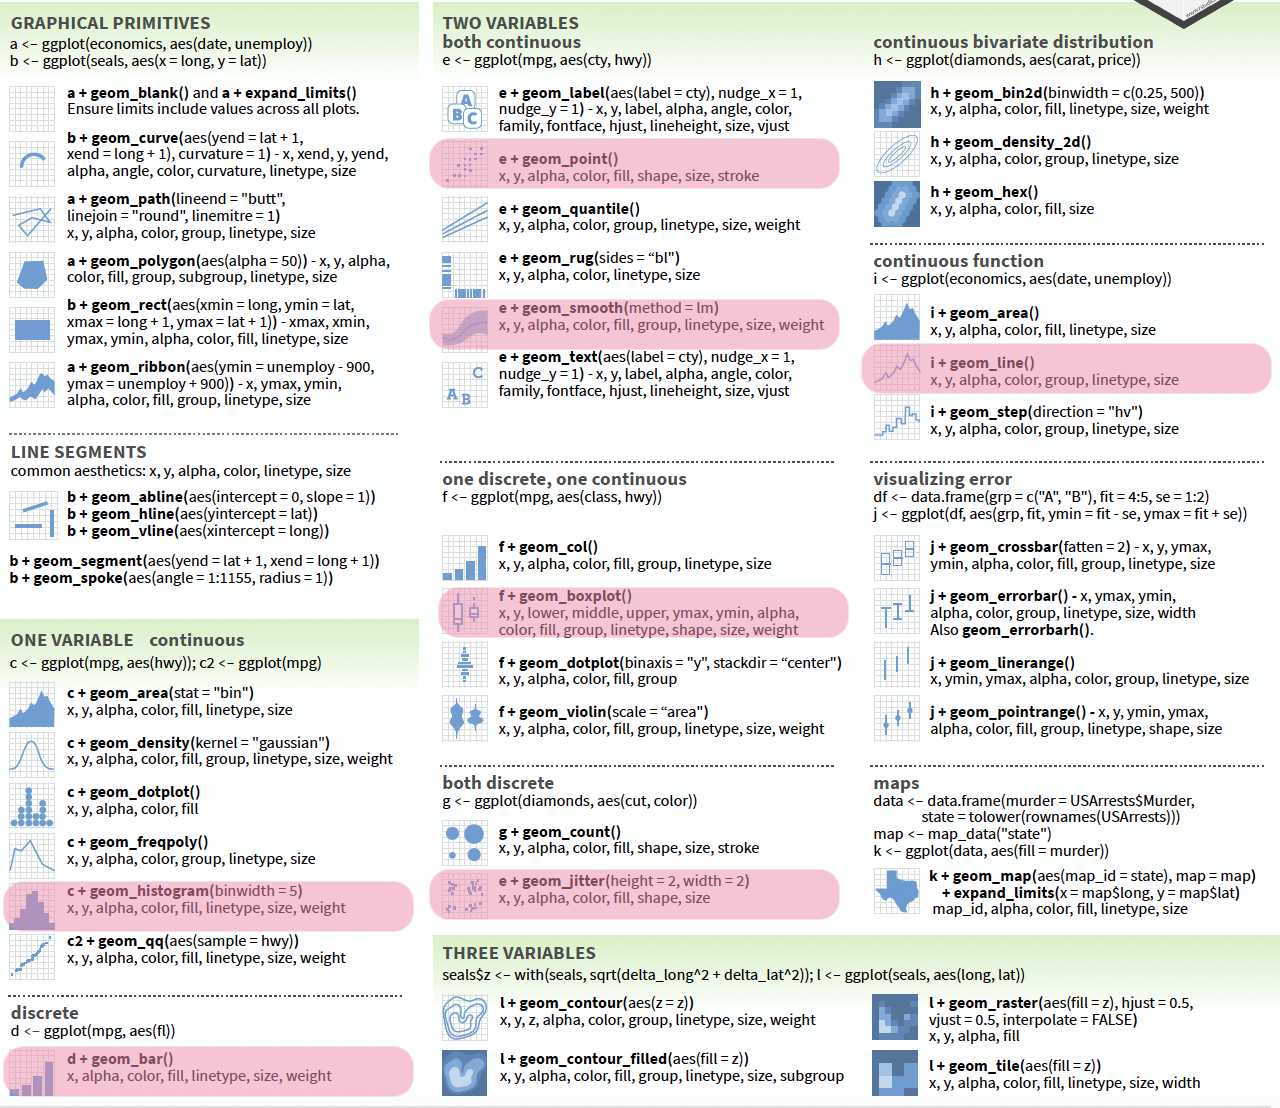 GRAPHICAL PRIMITIVES
a <- ggplot(economics, aes(date, unemploy))
b <- ggplot(seals, aes(x = long, y = lat))
a + geom_blank() and a + expand_limits()
Ensure limits include values across all plots.
b + geom_curve(aes(yend = lat + 1,
xend = long + 1), curvature = 1) - x, xend, y, yend,
alpha, angle, color, curvature, linetype, size
a + geom_path(lineend = "butt",
linejoin = "round", linemitre = 1)
x, y, alpha, color, group, linetype, size
a + geom_polygon(aes(alpha = 50)) - x, y, alpha,
color, fill, group, subgroup, linetype, size
b + geom_rect(aes(xmin = long, ymin = lat,
xmax = long + 1, ymax = lat + 1)) - xmax, xmin,
ymax, ymin, alpha, color, fill, linetype, size
a + geom_ribbon(aes(ymin = unemploy - 900,
ymax = unemploy + 900)) - x, ymax, ymin,
alpha, color, fill, group, linetype, size
LINE SEGMENTS
common aesthetics: x, y, alpha, color, linetype, size
b + geom_abline(aes(intercept = 0, slope = 1))
b + geom_hline(aes(yintercept = lat))
b + geom_vline(aes(xintercept = long))
b + geom_segment(aes(yend = lat + 1, xend = long + 1))
b + geom_spoke(aes(angle = 1:1155, radius = 1))
ONE VARIABLE continuous
c <- ggplot(mpg, aes(hwy)); c2 <- ggplot(mpg)
c + geom_area(stat = "bin")
x, y, alpha, color, fill, linetype, size
c + geom_density(kernel = "gaussian")
x, y, alpha, color, fill, group, linetype, size, weight
c + geom_dotplot()
x, y, alpha, color, fill
c + geom_freqpoly()
x, y, alpha, color, group, linetype, size
c + geom_histogram(binwidth = 5)
x, y, alpha, color, fill, linetype, size, weight
c2 + geom_qq(aes(sample = hwy))
x, y, alpha, color, fill, linetype, size, weight
discrete
d <- ggplot(mpg, aes(fl))
d + geom_bar()
x, alpha, color, fill, linetype, size, weight
TWO VARIABLES
both continuous
e <- ggplot(mpg, aes(cty, hwy))
e + geom_label(aes(label = cty), nudge_x = 1,
nudge_y = 1) - x, y, label, alpha, angle, color,
family, fontface, hjust, lineheight, size, vjust
e + geom_point()
x, y, alpha, color, fill, shape, size, stroke
e + geom_quantile()
x, y, alpha, color, group, linetype, size, weight
e + geom_rug(sides = “bl")
x, y, alpha, color, linetype, size
e + geom_smooth(method = lm)
x, y, alpha, color, fill, group, linetype, size, weight
e + geom_text(aes(label = cty), nudge_x = 1,
nudge_y = 1) - x, y, label, alpha, angle, color,
family, fontface, hjust, lineheight, size, vjust
one discrete, one continuous
f <- ggplot(mpg, aes(class, hwy))
f + geom_col()
x, y, alpha, color, fill, group, linetype, size
f + geom_boxplot()
x, y, lower, middle, upper, ymax, ymin, alpha,
color, fill, group, linetype, shape, size, weight
f + geom_dotplot(binaxis = "y", stackdir = “center")
x, y, alpha, color, fill, group
f + geom_violin(scale = “area")
x, y, alpha, color, fill, group, linetype, size, weight
both discrete
g <- ggplot(diamonds, aes(cut, color))
g + geom_count()
x, y, alpha, color, fill, shape, size, stroke
e + geom_jitter(height = 2, width = 2)
x, y, alpha, color, fill, shape, size
continuous bivariate distribution
h <- ggplot(diamonds, aes(carat, price))
h + geom_bin2d(binwidth = c(0.25, 500))
x, y, alpha, color, fill, linetype, size, weight
h + geom_density_2d()
x, y, alpha, color, group, linetype, size
h + geom_hex()
x, y, alpha, color, fill, size
continuous function
i <- ggplot(economics, aes(date, unemploy))
i + geom_area()
x, y, alpha, color, fill, linetype, size
i + geom_line()
x, y, alpha, color, group, linetype, size
i + geom_step(direction = "hv")
x, y, alpha, color, group, linetype, size
visualizing error
df <- data.frame(grp = c("A", "B"), fit = 4:5, se = 1:2)
j <- ggplot(df, aes(grp, fit, ymin = fit - se, ymax = fit + se))
j + geom_crossbar(fatten = 2) - x, y, ymax,
ymin, alpha, color, fill, group, linetype, size
j + geom_errorbar() - x, ymax, ymin,
alpha, color, group, linetype, size, width
Also geom_errorbarh().
j + geom_linerange()
x, ymin, ymax, alpha, color, group, linetype, size
j + geom_pointrange() - x, y, ymin, ymax,
alpha, color, fill, group, linetype, shape, size
maps
data <- data.frame(murder = USArrests$Murder,
state = tolower(rownames(USArrests)))
map <- map_data("state")
k <- ggplot(data, aes(fill = murder))
k + geom_map(aes(map_id = state), map = map)
+ expand_limits(x = map$long, y = map$lat)
map_id, alpha, color, fill, linetype, size
THREE VARIABLES
seals$z <- with(seals, sqrt(delta_long^2 + delta_lat^2)); l <- ggplot(seals, aes(long, lat))
l + geom_contour(aes(z = z))
x, y, z, alpha, color, group, linetype, size, weight
l + geom_contour_filled(aes(fill = z))
x, y, alpha, color, fill, group, linetype, size, subgroup
l + geom_raster(aes(fill = z), hjust = 0.5,
vjust = 0.5, interpolate = FALSE)
x, y, alpha, fill
l + geom_tile(aes(fill = z))
x, y, alpha, color, fill, linetype, size, width